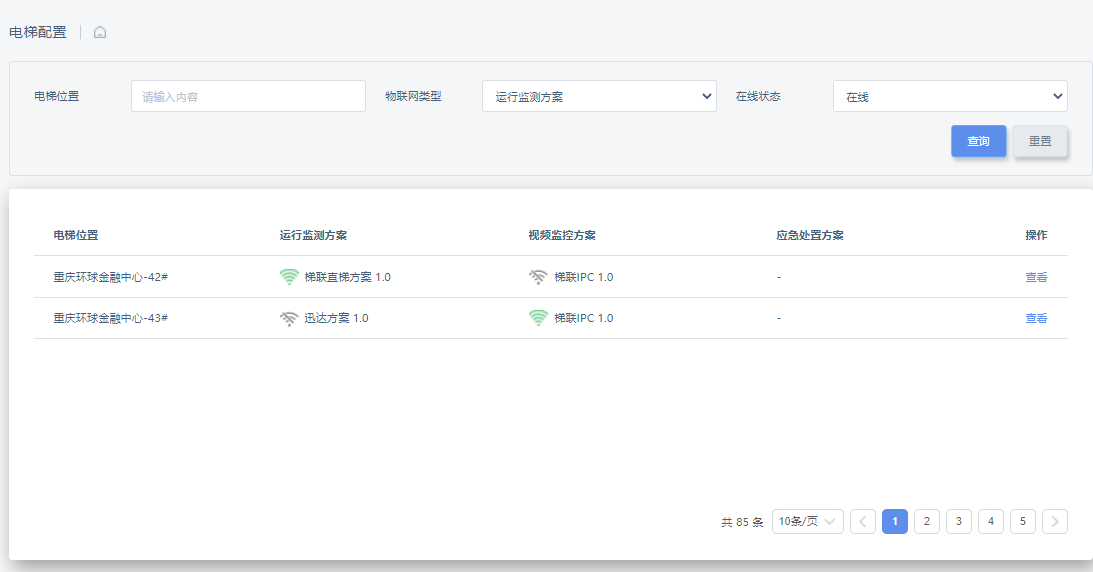 电梯配置
电梯位置 请输入内容 物联网类型 运行监测方案 在线状态 在线
查询 重置
电梯位置 运行监测方案 视频监控方案 应急处置方案 操作
重庆环球金融中心-42# 梯联直梯方案 1.0 梯联IPC 1.0 - 查看
重庆环球金融中心-43# 迅达方案 1.0 梯联IPC 1.0 - 查看
共 85 条 10条/页 1 2 3 4 5